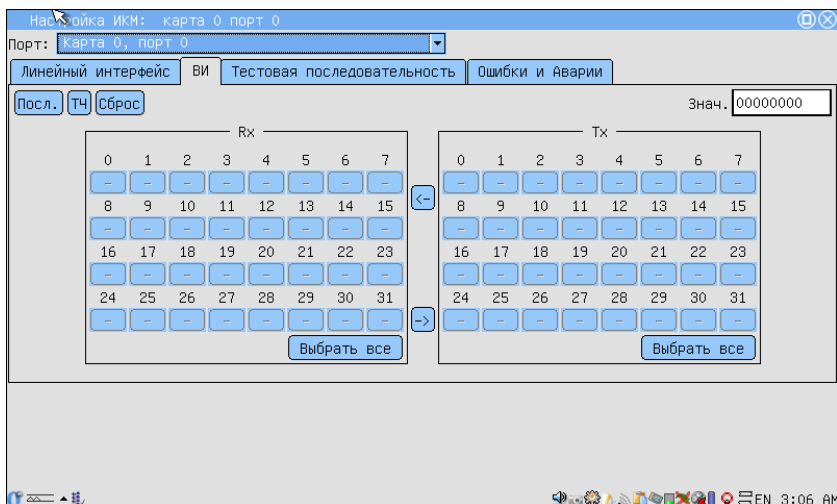 Настройка ИКМ: карта 0 порт 0
Порт: Карта 0, порт 0
Линейный интерфейс ВИ Тестовая последовательность Ошибки и Аварии
Посл. ТЧ Сброс Знач. 00000000
Rx Tx
0 1 2 3 4 5 6 7 0 1 2 3 4 5 6 7
- - - - - - - - - - - - - - - -
<-
8 9 10 11 12 13 14 15 8 9 10 11 12 13 14 15
- - - - - - - - - - - - - - - -
16 17 18 19 20 21 22 23 16 17 18 19 20 21 22 23
- - - - - - - - - - - - - - - -
24 25 26 27 28 29 30 31 24 25 26 27 28 29 30 31
- - - - - - - - -> - - - - - - - -
Выбрать все Выбрать все
EN 3:06 AM